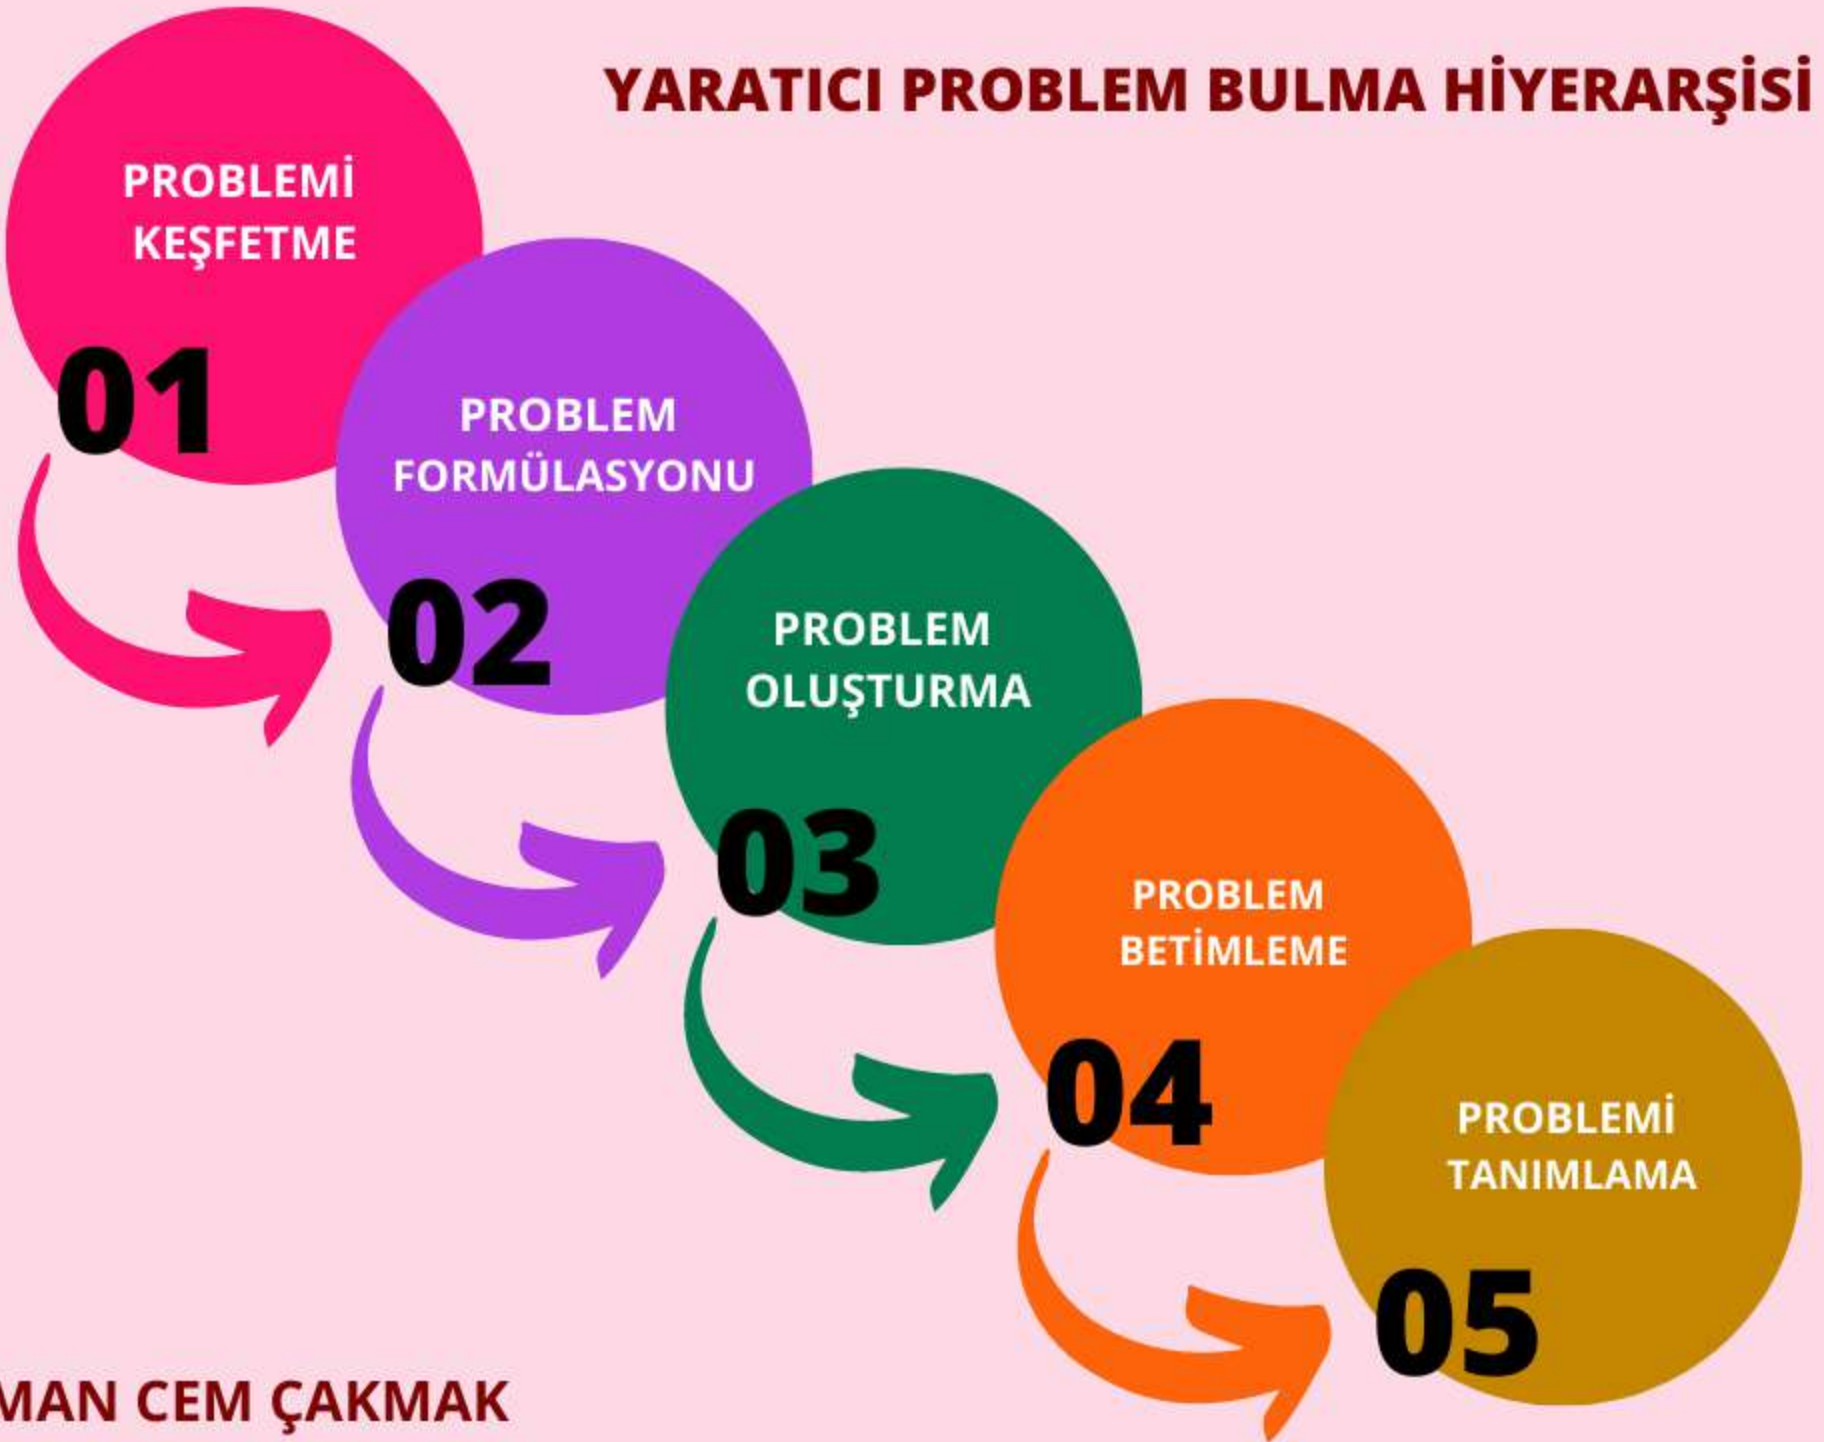 YARATICI PROBLEM BULMA HİYERARŞİSİ
PROBLEMİ
KEŞFETME
01
PROBLEM
FORMÜLASYONU
02
PROBLEM
OLUŞTURMA
03
PROBLEM
BETİMLEME
04
PROBLEMİ
TANIMLAMA
05
CEM ÇAKMAK